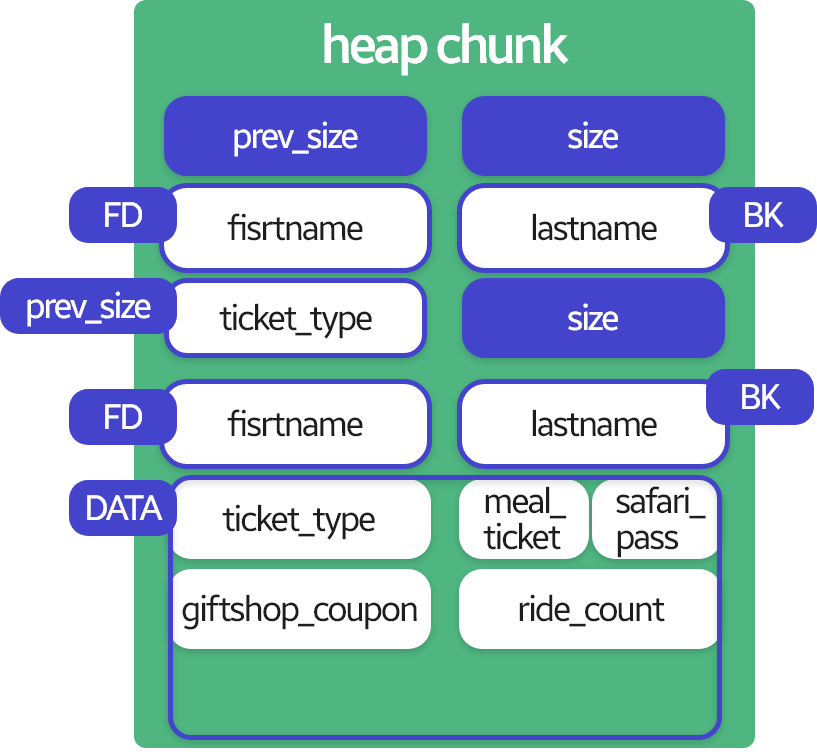 heap chunk
prev_size
size
FD
fisrtname
lastname
BK
prev_size
ticket_type
size
FD
fisrtname
lastname
BK
DATA
ticket_type
meal_
ticket
safari_
pass
giftshop_coupon
ride_count